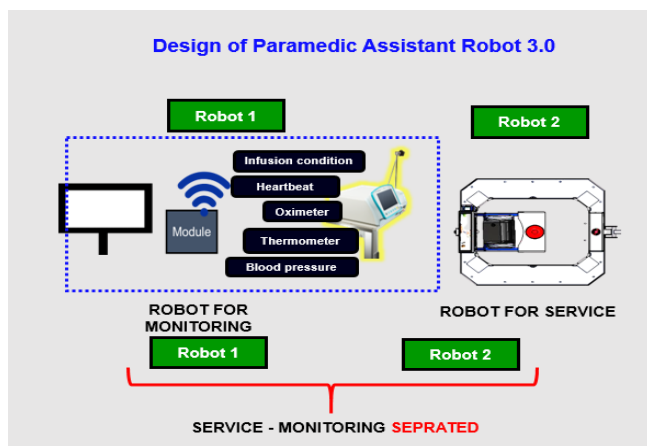 Design of Paramedic Assistant Robot 3.0
Robot 1
Robot 2
Infusion condition
Heartbeat
Oximeter
Module
Thermometer
Blood pressure
ROBOT FOR
MONITORING
ROBOT FOR SERVICE
Robot 1
Robot 2
SERVICE - MONITORING SEPRATED